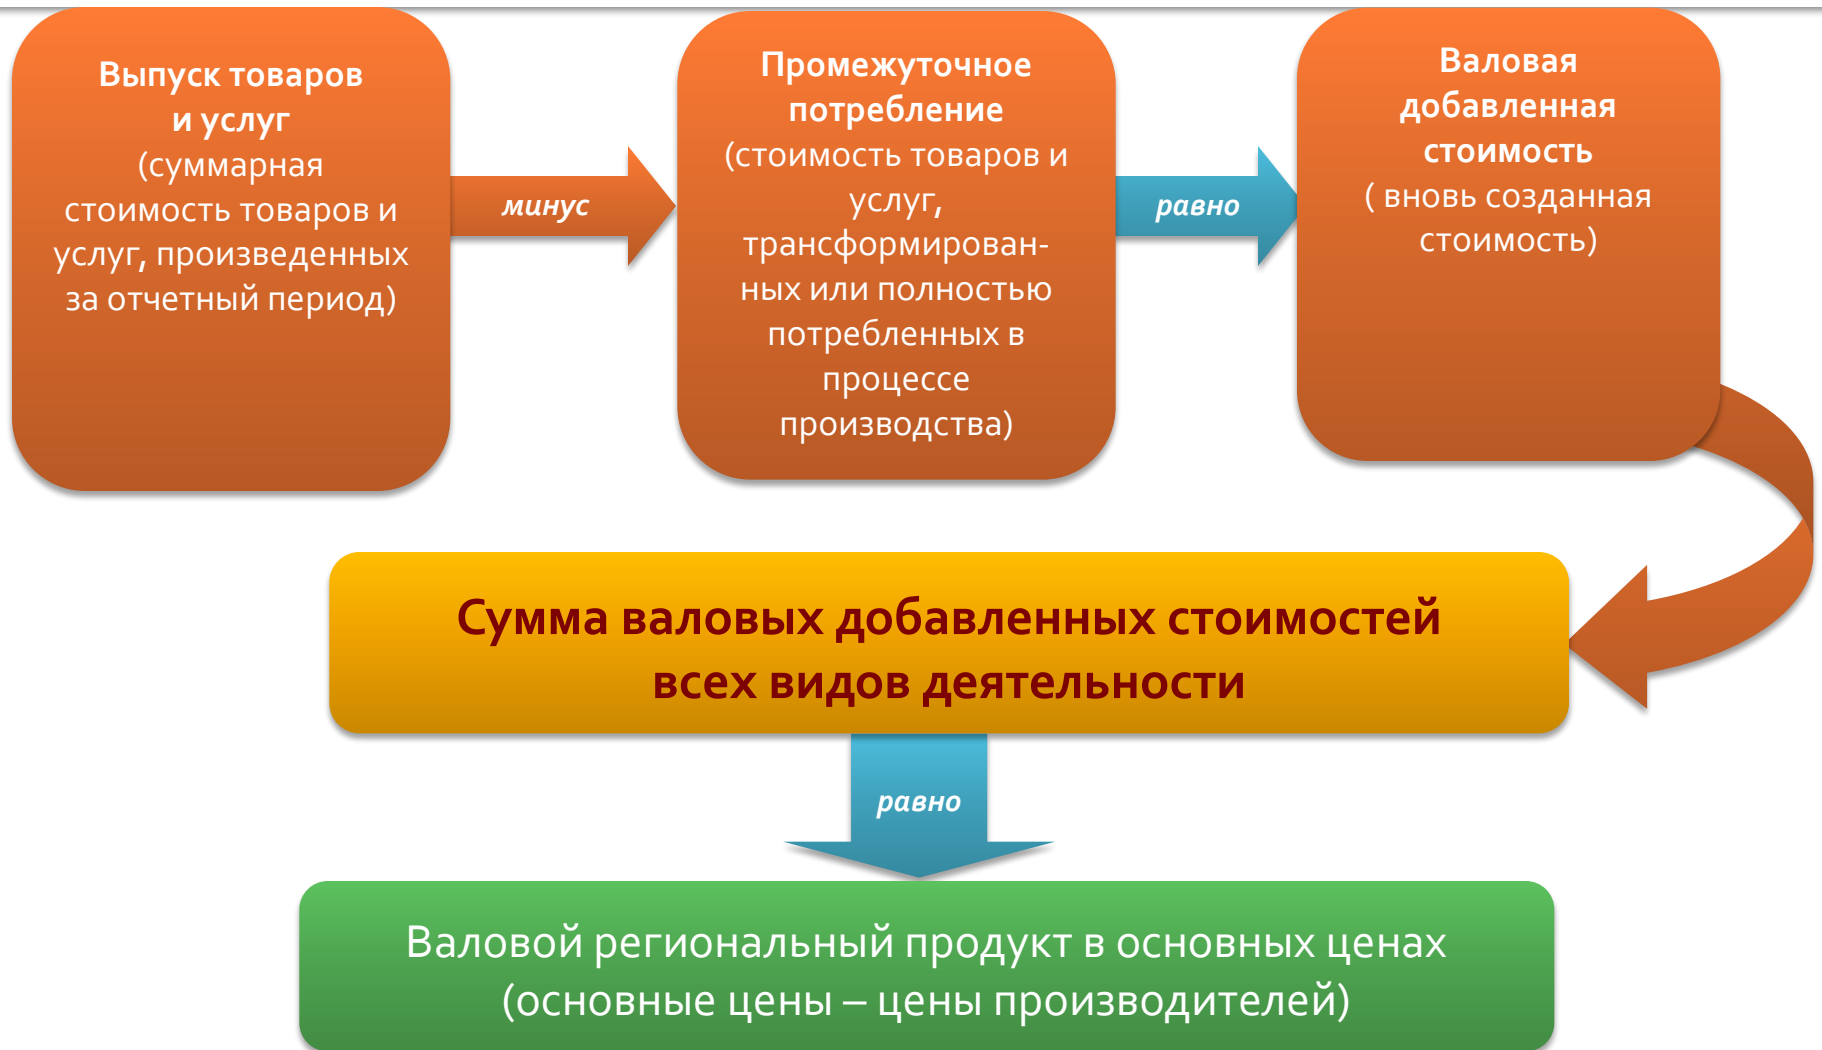 Выпуск товаров
и услуг
(суммарная
стоимость товаров и
услуг, произведенных
за отчетный период)
минус
Промежуточное
потребление
(стоимость товаров и
услуг,
трансформирован-
ных или полностью
потребленных в
процессе
производства)
равно
Валовая
добавленная
стоимость
( вновь созданная
стоимость)
Сумма валовых добавленных стоимостей
всех видов деятельности
равно
Валовой региональный продукт в основных ценах
(основные цены – цены производителей)